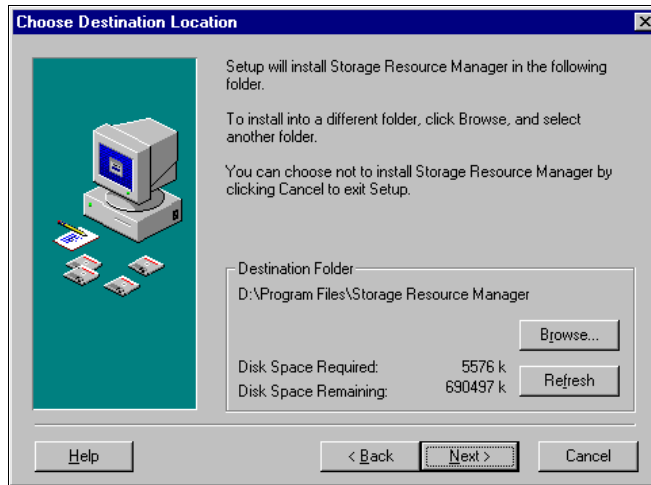 Choose Destination Location
Setup will install Storage Resource Manager in the following
folder.
To install into a different folder, click Browse, and select
another folder.
You can choose not to install Storage Resource Manager by
clicking Cancel to exit Setup.
Destination Folder
D:\Program Files\Storage Resource Manager
Browse...
Disk Space Required: 5576 k
Disk Space Remaining: 690497 k
Refresh
Help
< Back
Next >
Cancel